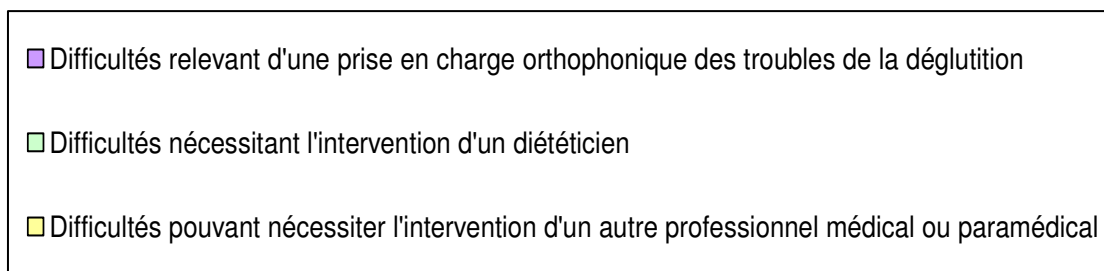 Difficultés relevant d'une prise en charge orthophonique des troubles de la déglutition
Difficultés nécessitant l'intervention d'un diététicien
Difficultés pouvant nécessiter l'intervention d'un autre professionnel médical ou paramédical